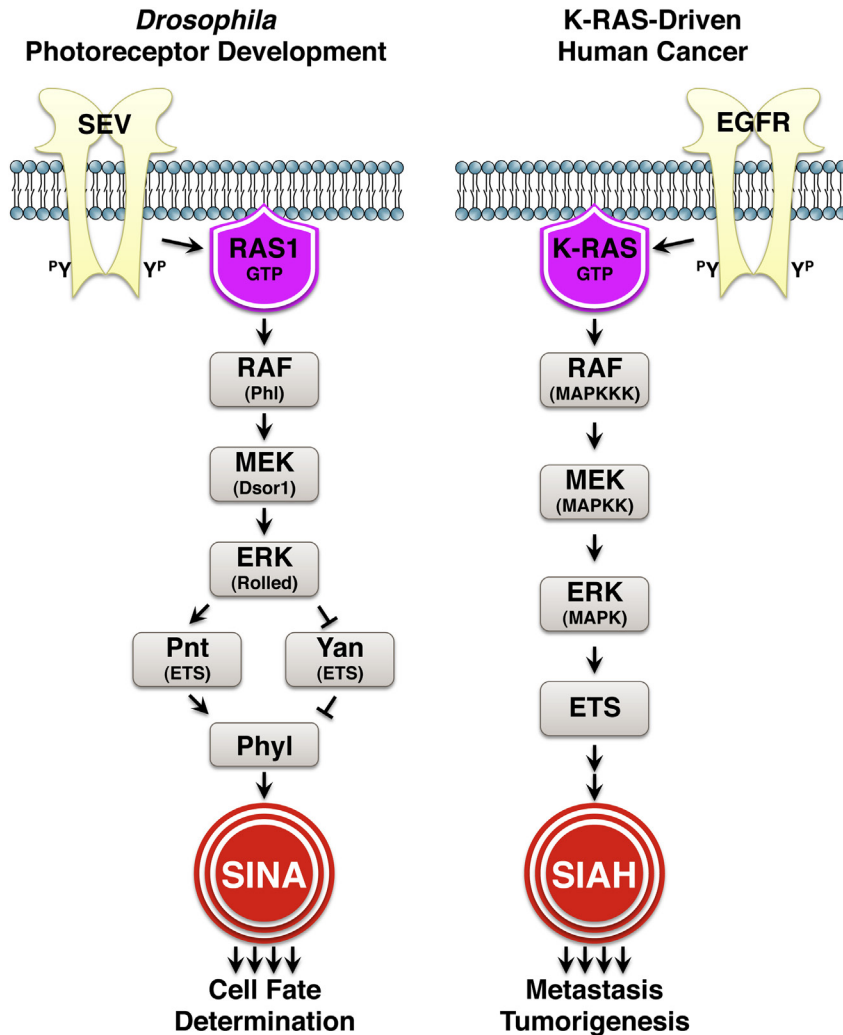 Drosophila
Photoreceptor Development
SEV
PY
YP
RAS1
GTP
RAF
(Phl)
MEK
(Dsor1)
ERK
(Rolled)
Pnt
(ETS)
Yan
(ETS)
Phyl
SINA
Cell Fate
Determination
K-RAS-Driven
Human Cancer
EGFR
K-RAS
GTP
PY
YP
RAF
(MAPKKK)
MEK
(MAPKK)
ERK
(MAPK)
ETS
SIAH
Metastasis
Tumorigenesis